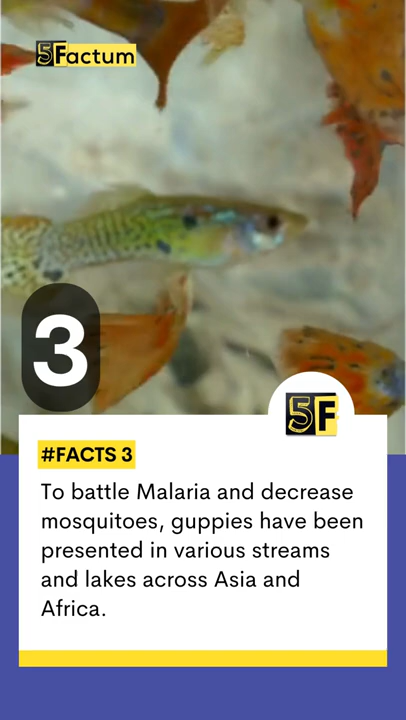 5Factum
3
5F
#FACTS 3
To battle Malaria and decrease
mosquitoes, guppies have been
presented in various streams
and lakes across Asia and
Africa.